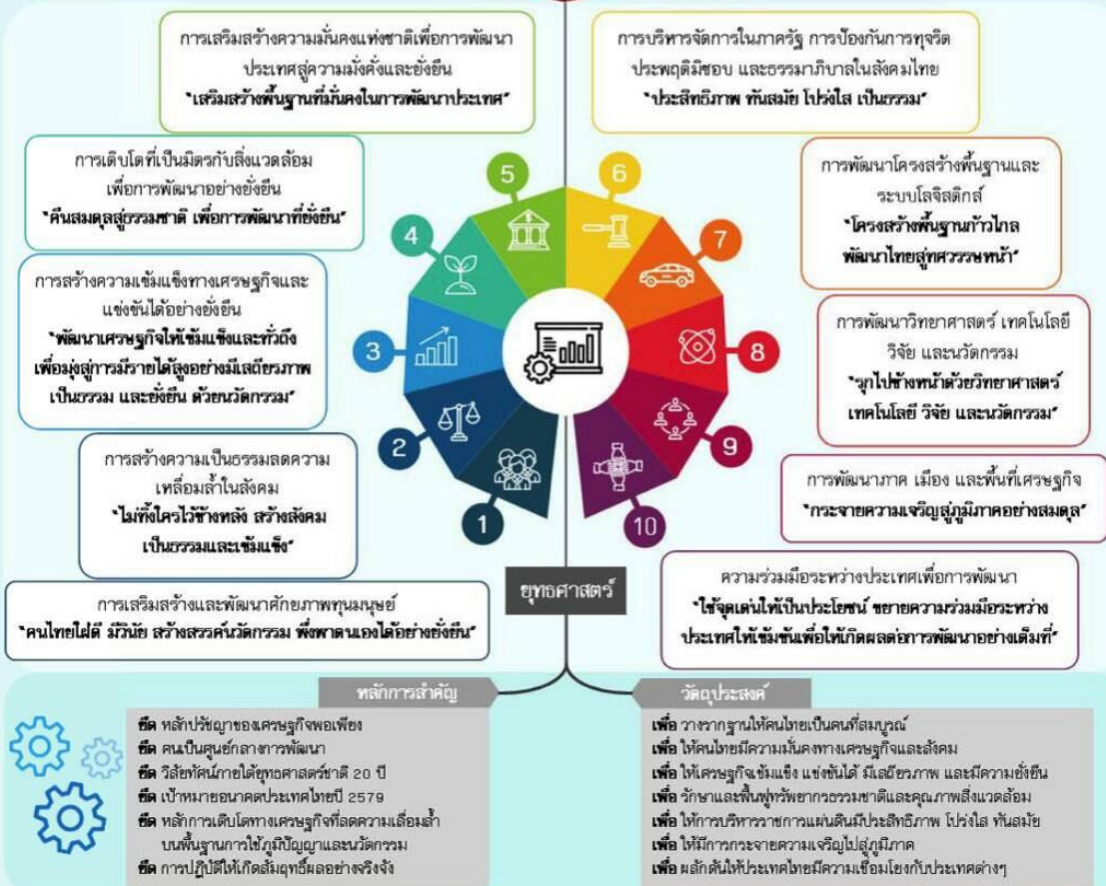 การเสริมสร้างความมั่นคงแห่งชาติเพื่อการพัฒนา
ประเทศสู่ความมั่งคั่งและยั่งยืน
"เสริมสร้างพื้นฐานที่มั่นคงในการพัฒนาประเทศ"
การบริหารจัดการในภาครัฐ การป้องกันการทุจริต
ประพฤติมิชอบ และธรรมาภิบาลในสังคมไทย
"ประสิทธิภาพ ทันสมัย โปร่งใส เป็นธรรม"
การเติบโตที่เป็นมิตรกับสิ่งแวดล้อม
เพื่อการพัฒนาอย่างยั่งยืน
"คืนสมดุลสู่ธรรมชาติ เพื่อการพัฒนาที่ยั่งยืน"
การพัฒนาโครงสร้างพื้นฐานและ
ระบบโลจิสติกส์
"โครงสร้างพื้นฐานก้าวไกล
พัฒนาไทยสู่ทศวรรษหน้า"
การสร้างความเข้มแข็งทางเศรษฐกิจและ
แข่งขันได้อย่างยั่งยืน
"พัฒนาเศรษฐกิจให้เข้มแข็งและทั่วถึง
เพื่อมุ่งสู่การมีรายได้สูงอย่างมีเสถียรภาพ
เป็นธรรม และยั่งยืน ด้วยนวัตกรรม"
การพัฒนาวิทยาศาสตร์ เทคโนโลยี
วิจัย และนวัตกรรม
"รุกไปข้างหน้าด้วยวิทยาศาสตร์
เทคโนโลยี วิจัย และนวัตกรรม"
การสร้างความเป็นธรรมลดความ
เหลื่อมล้ำในสังคม
"ไม่ทิ้งใครไว้ข้างหลัง สร้างสังคม
เป็นธรรมและเข้มแข็ง"
การพัฒนาภาค เมือง และพื้นที่เศรษฐกิจ
"กระจายความเจริญสู่ภูมิภาคอย่างสมดุล"
การเสริมสร้างและพัฒนาศักยภาพทุนมนุษย์
"คนไทยใฝ่ดี มีวินัย สร้างสรรค์นวัตกรรม พึ่งพาตนเองได้อย่างยั่งยืน"
ความร่วมมือระหว่างประเทศเพื่อการพัฒนา
"ใช้จุดเด่นให้เป็นประโยชน์ ขยายความร่วมมือระหว่าง
ประเทศให้เข้มข้นเพื่อให้เกิดผลต่อการพัฒนาอย่างเต็มที่"
5
6
4
7
3
8
2
9
1
10
ยุทธศาสตร์
หลักการสำคัญ
ยึด หลักปรัชญาของเศรษฐกิจพอเพียง
ยึด คนเป็นศูนย์กลางการพัฒนา
ยึด วิสัยทัศน์ภายใต้ยุทธศาสตร์ชาติ 20 ปี
ยึด เป้าหมายอนาคตประเทศไทยปี 2579
ยึด หลักการเติบโตทางเศรษฐกิจที่ลดความเลื่อมล้ำ
บนพื้นฐานการใช้ภูมิปัญญาและนวัตกรรม
ยึด การปฏิบัติให้เกิดสัมฤทธิ์ผลอย่างจริงจัง
วัตถุประสงค์
เพื่อ วางรากฐานให้คนไทยเป็นคนที่สมบูรณ์
เพื่อ ให้คนไทยมีความมั่นคงทางเศรษฐกิจและสังคม
เพื่อ ให้เศรษฐกิจเข้มแข็ง แข่งขันได้ มีเสถียรภาพ และมีความยั่งยืน
เพื่อ รักษาและฟื้นฟูทรัพยากรธรรมชาติและคุณภาพสิ่งแวดล้อม
เพื่อ ให้การบริหารราชการแผ่นดินมีประสิทธิภาพ โปร่งใส ทันสมัย
เพื่อ ให้มีการกระจายความเจริญไปสู่ภูมิภาค
เพื่อ ผลักดันให้ประเทศไทยมีความเชื่อมโยงกับประเทศต่างๆ